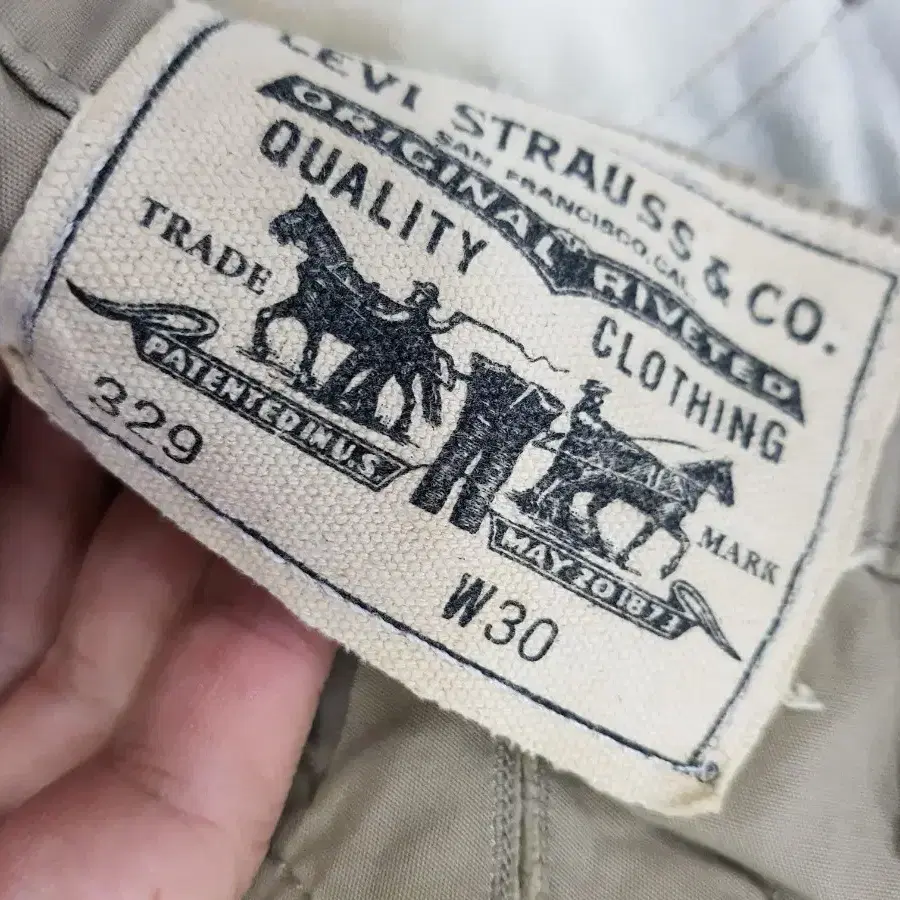 LEVI STRAUSS & CO.
SAN FRANCISCO, CAL.
ORIGINAL RIVETED
QUALITY CLOTHING
TRADE MARK
PATENTED IN U.S.
MAY 20 1873
329
W30